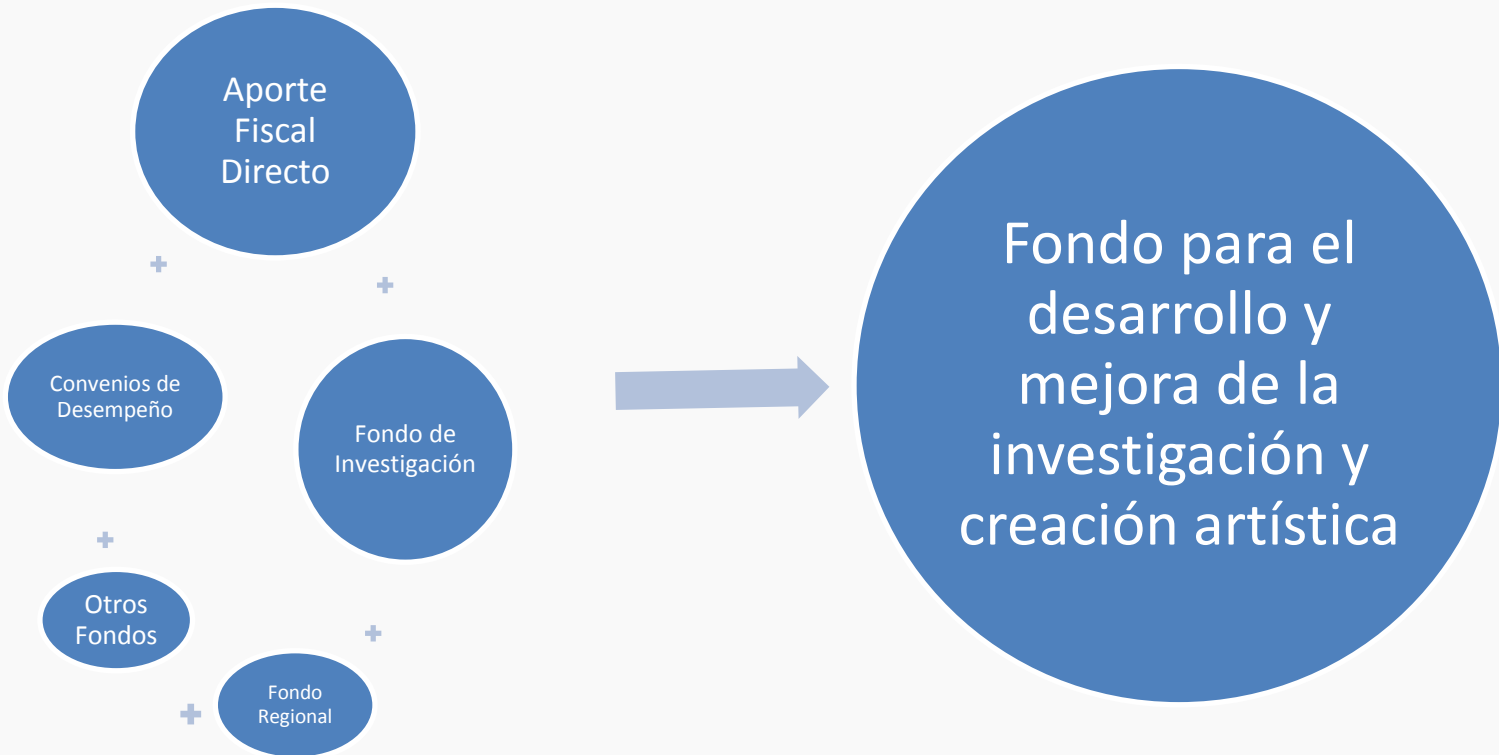 Aporte
Fiscal
Directo
Convenios de
Desempeño
Fondo de
Investigación
Otros
Fondos
Fondo
Regional
Fondo para el
desarrollo y
mejora de la
investigación y
creación artística